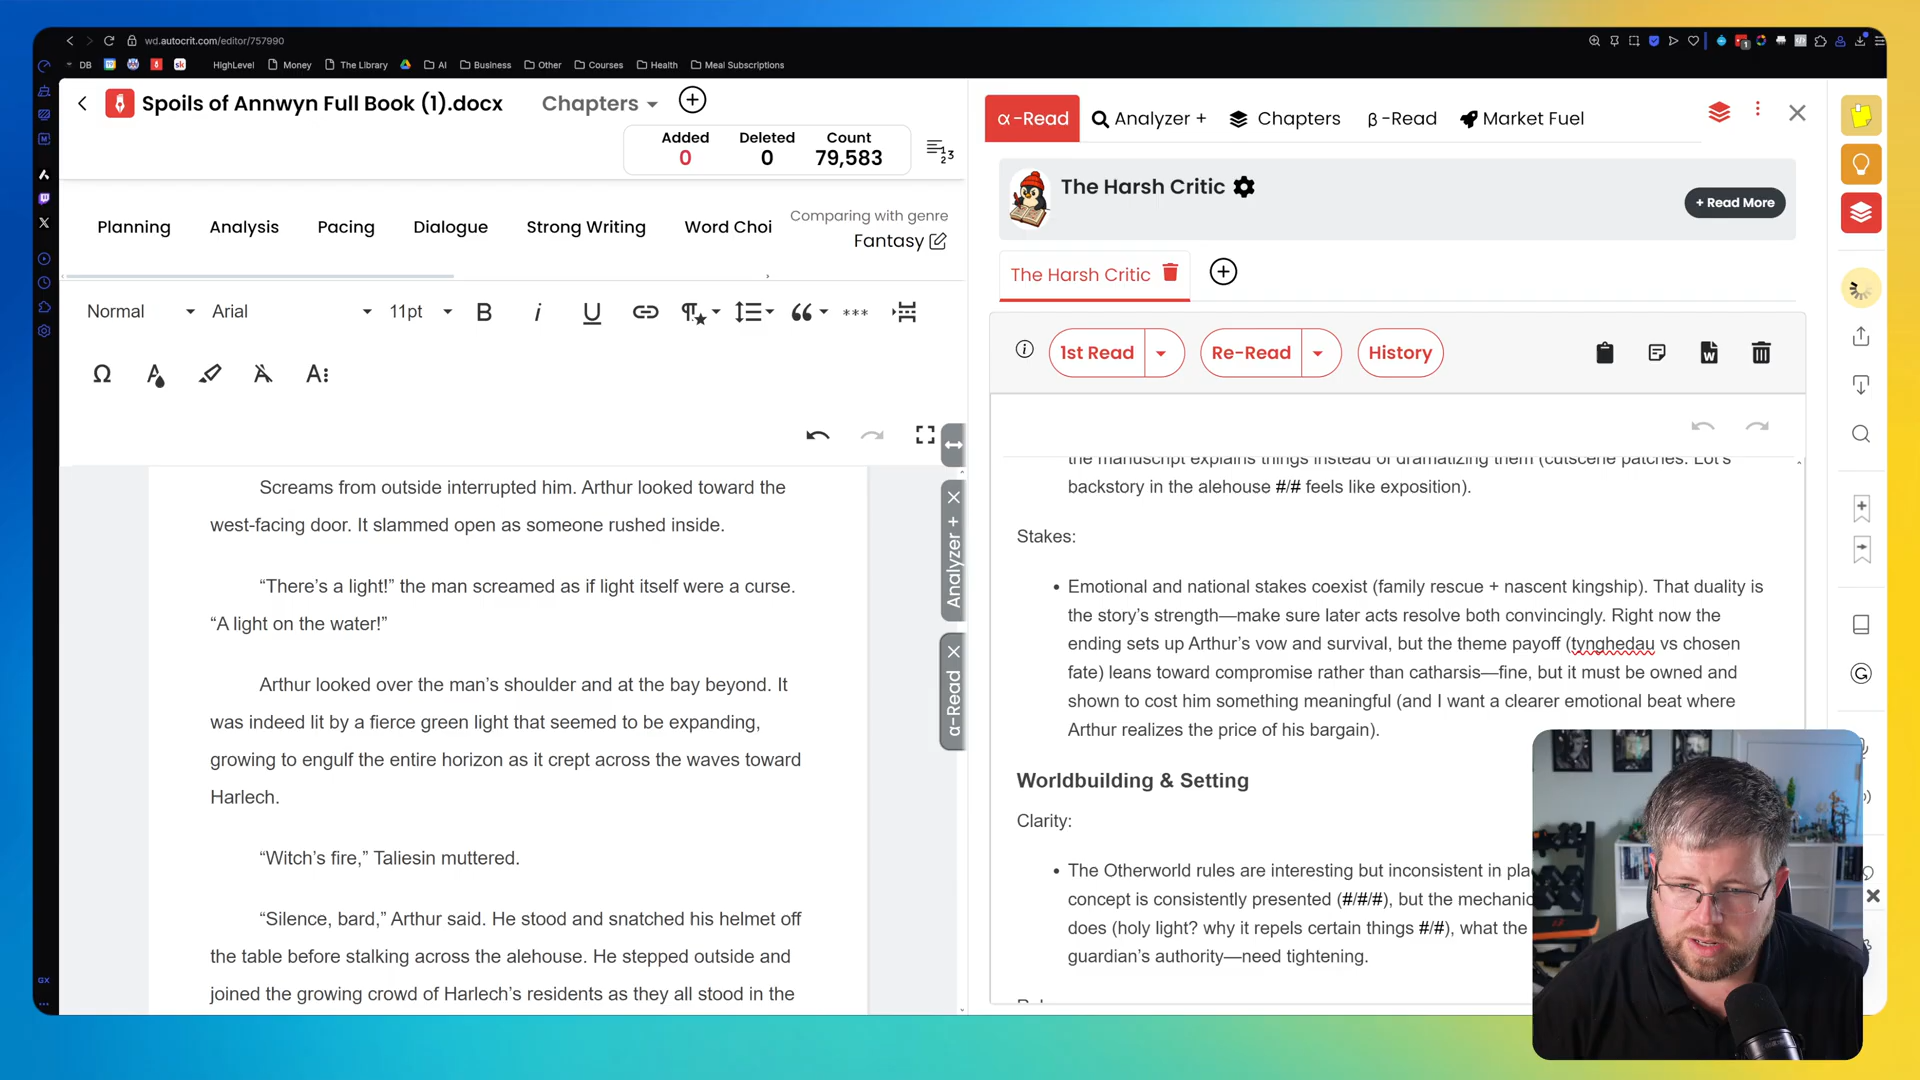 wd.autocrit.com/editor/757990
DB
HighLevel
Money
The Library
AI
Business
Other
Courses
Health
Meal Subscriptions
Spoils of Annwyn Full Book (1).docx
Chapters
Added
0
Deleted
0
Count
79,583
Planning
Analysis
Pacing
Dialogue
Strong Writing
Word Choi
Comparing with genre
Fantasy
Normal
Arial
11pt
Screams from outside interrupted him. Arthur looked toward the
west-facing door. It slammed open as someone rushed inside.
“There’s a light!” the man screamed as if light itself were a curse.
“A light on the water!”
Arthur looked over the man’s shoulder and at the bay beyond. It
was indeed lit by a fierce green light that seemed to be expanding,
growing to engulf the entire horizon as it crept across the waves toward
Harlech.
“Witch’s fire,” Taliesin muttered.
“Silence, bard,” Arthur said. He stood and snatched his helmet off
the table before stalking across the alehouse. He stepped outside and
joined the growing crowd of Harlech’s residents as they all stood in the
Analyzer +
α-Read
α-Read
Analyzer +
Chapters
β-Read
Market Fuel
The Harsh Critic
+ Read More
The Harsh Critic
1st Read
Re-Read
History
the manuscript explains things instead of dramatizing them (cutscene patches: Lot’s
backstory in the alehouse #/# feels like exposition).
Stakes:
Emotional and national stakes coexist (family rescue + nascent kingship). That duality is
the story’s strength—make sure later acts resolve both convincingly. Right now the
ending sets up Arthur’s vow and survival, but the theme payoff (tynghedau vs chosen
fate) leans toward compromise rather than catharsis—fine, but it must be owned and
shown to cost him something meaningful (and I want a clearer emotional beat where
Arthur realizes the price of his bargain).
Worldbuilding & Setting
Clarity:
The Otherworld rules are interesting but inconsistent in pla
concept is consistently presented (#/#/#), but the mechanic
does (holy light? why it repels certain things #/#), what the
guardian’s authority—need tightening.
GX